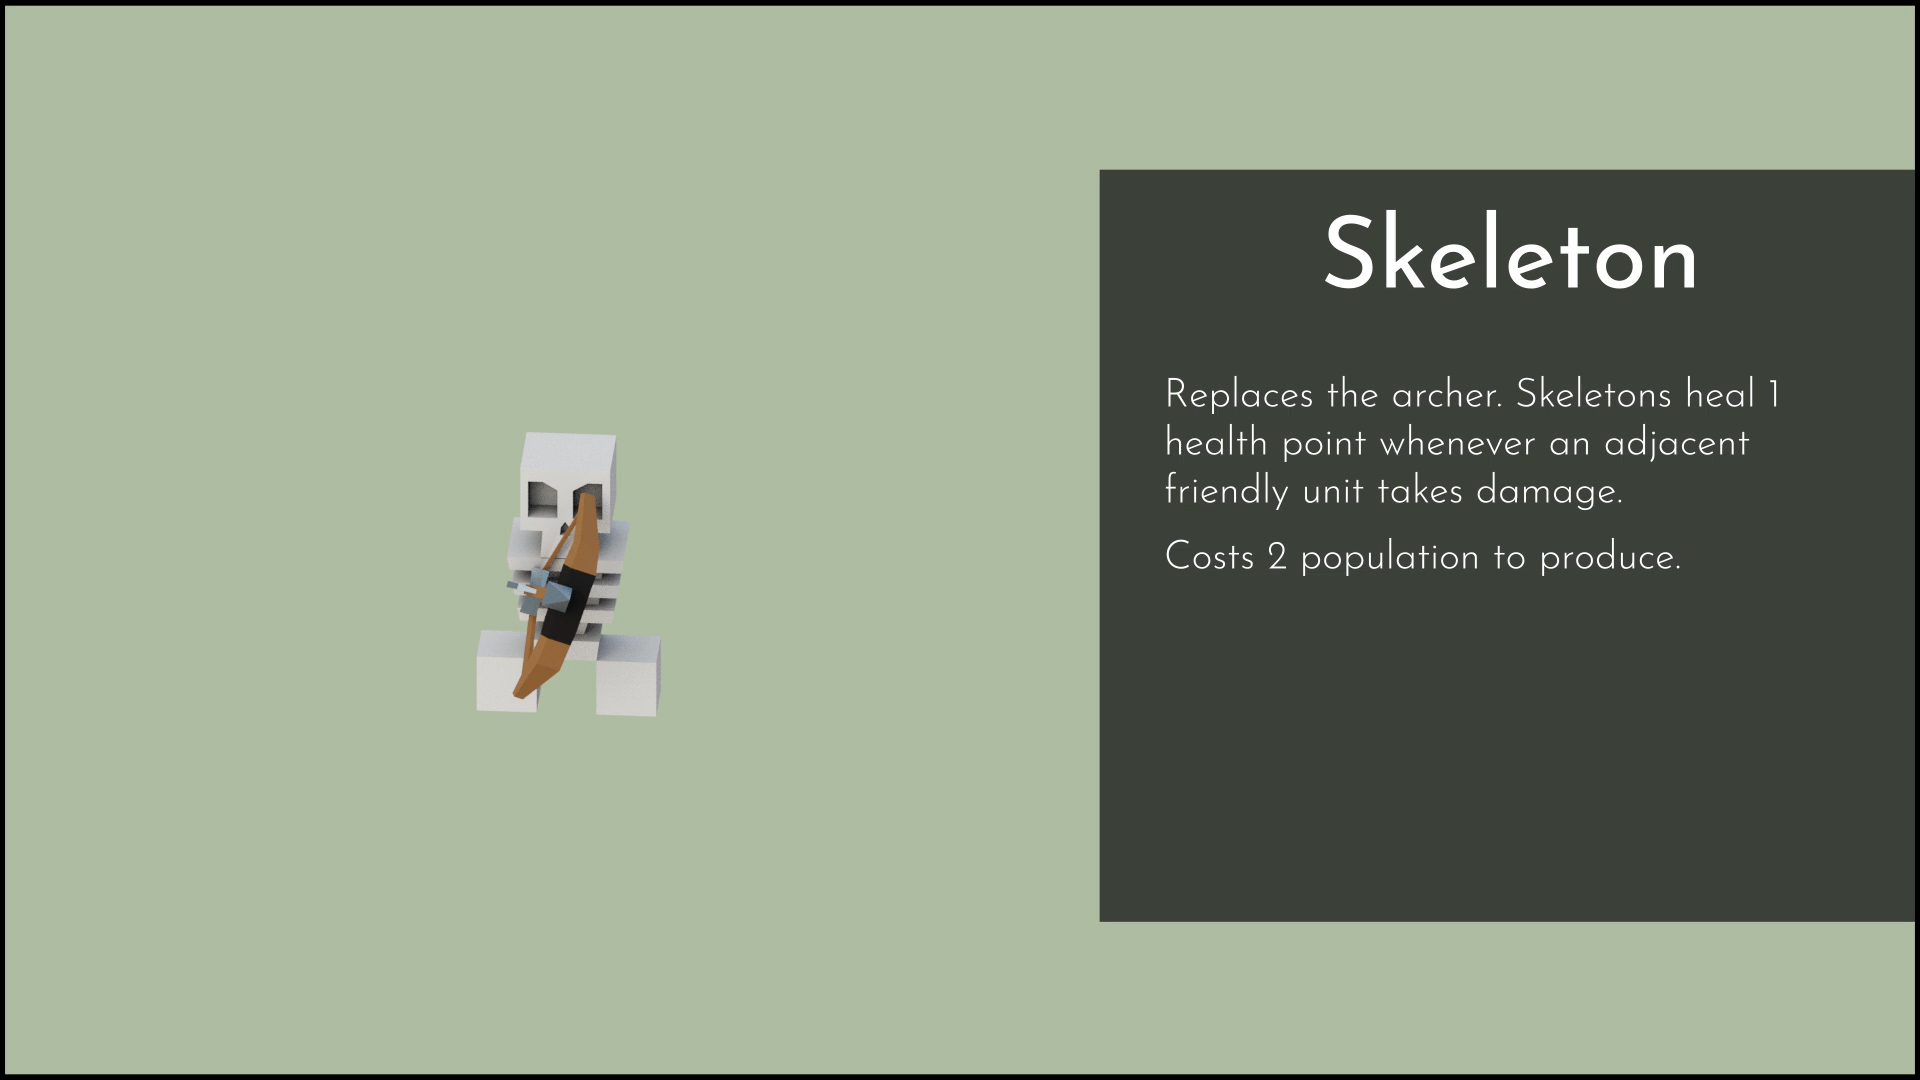 Skeleton
Replaces the archer. Skeletons heal 1
health point whenever an adjacent
friendly unit takes damage.
Costs 2 population to produce.